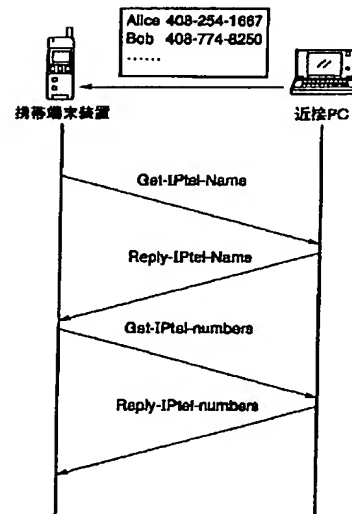 Alice 408-254-1667
Bob 408-774-8250
......
携帯端末装置
近接PC
Get-IPtel-Name
Reply-IPtel-Name
Get-IPtel-numbers
Reply-IPtel-numbers